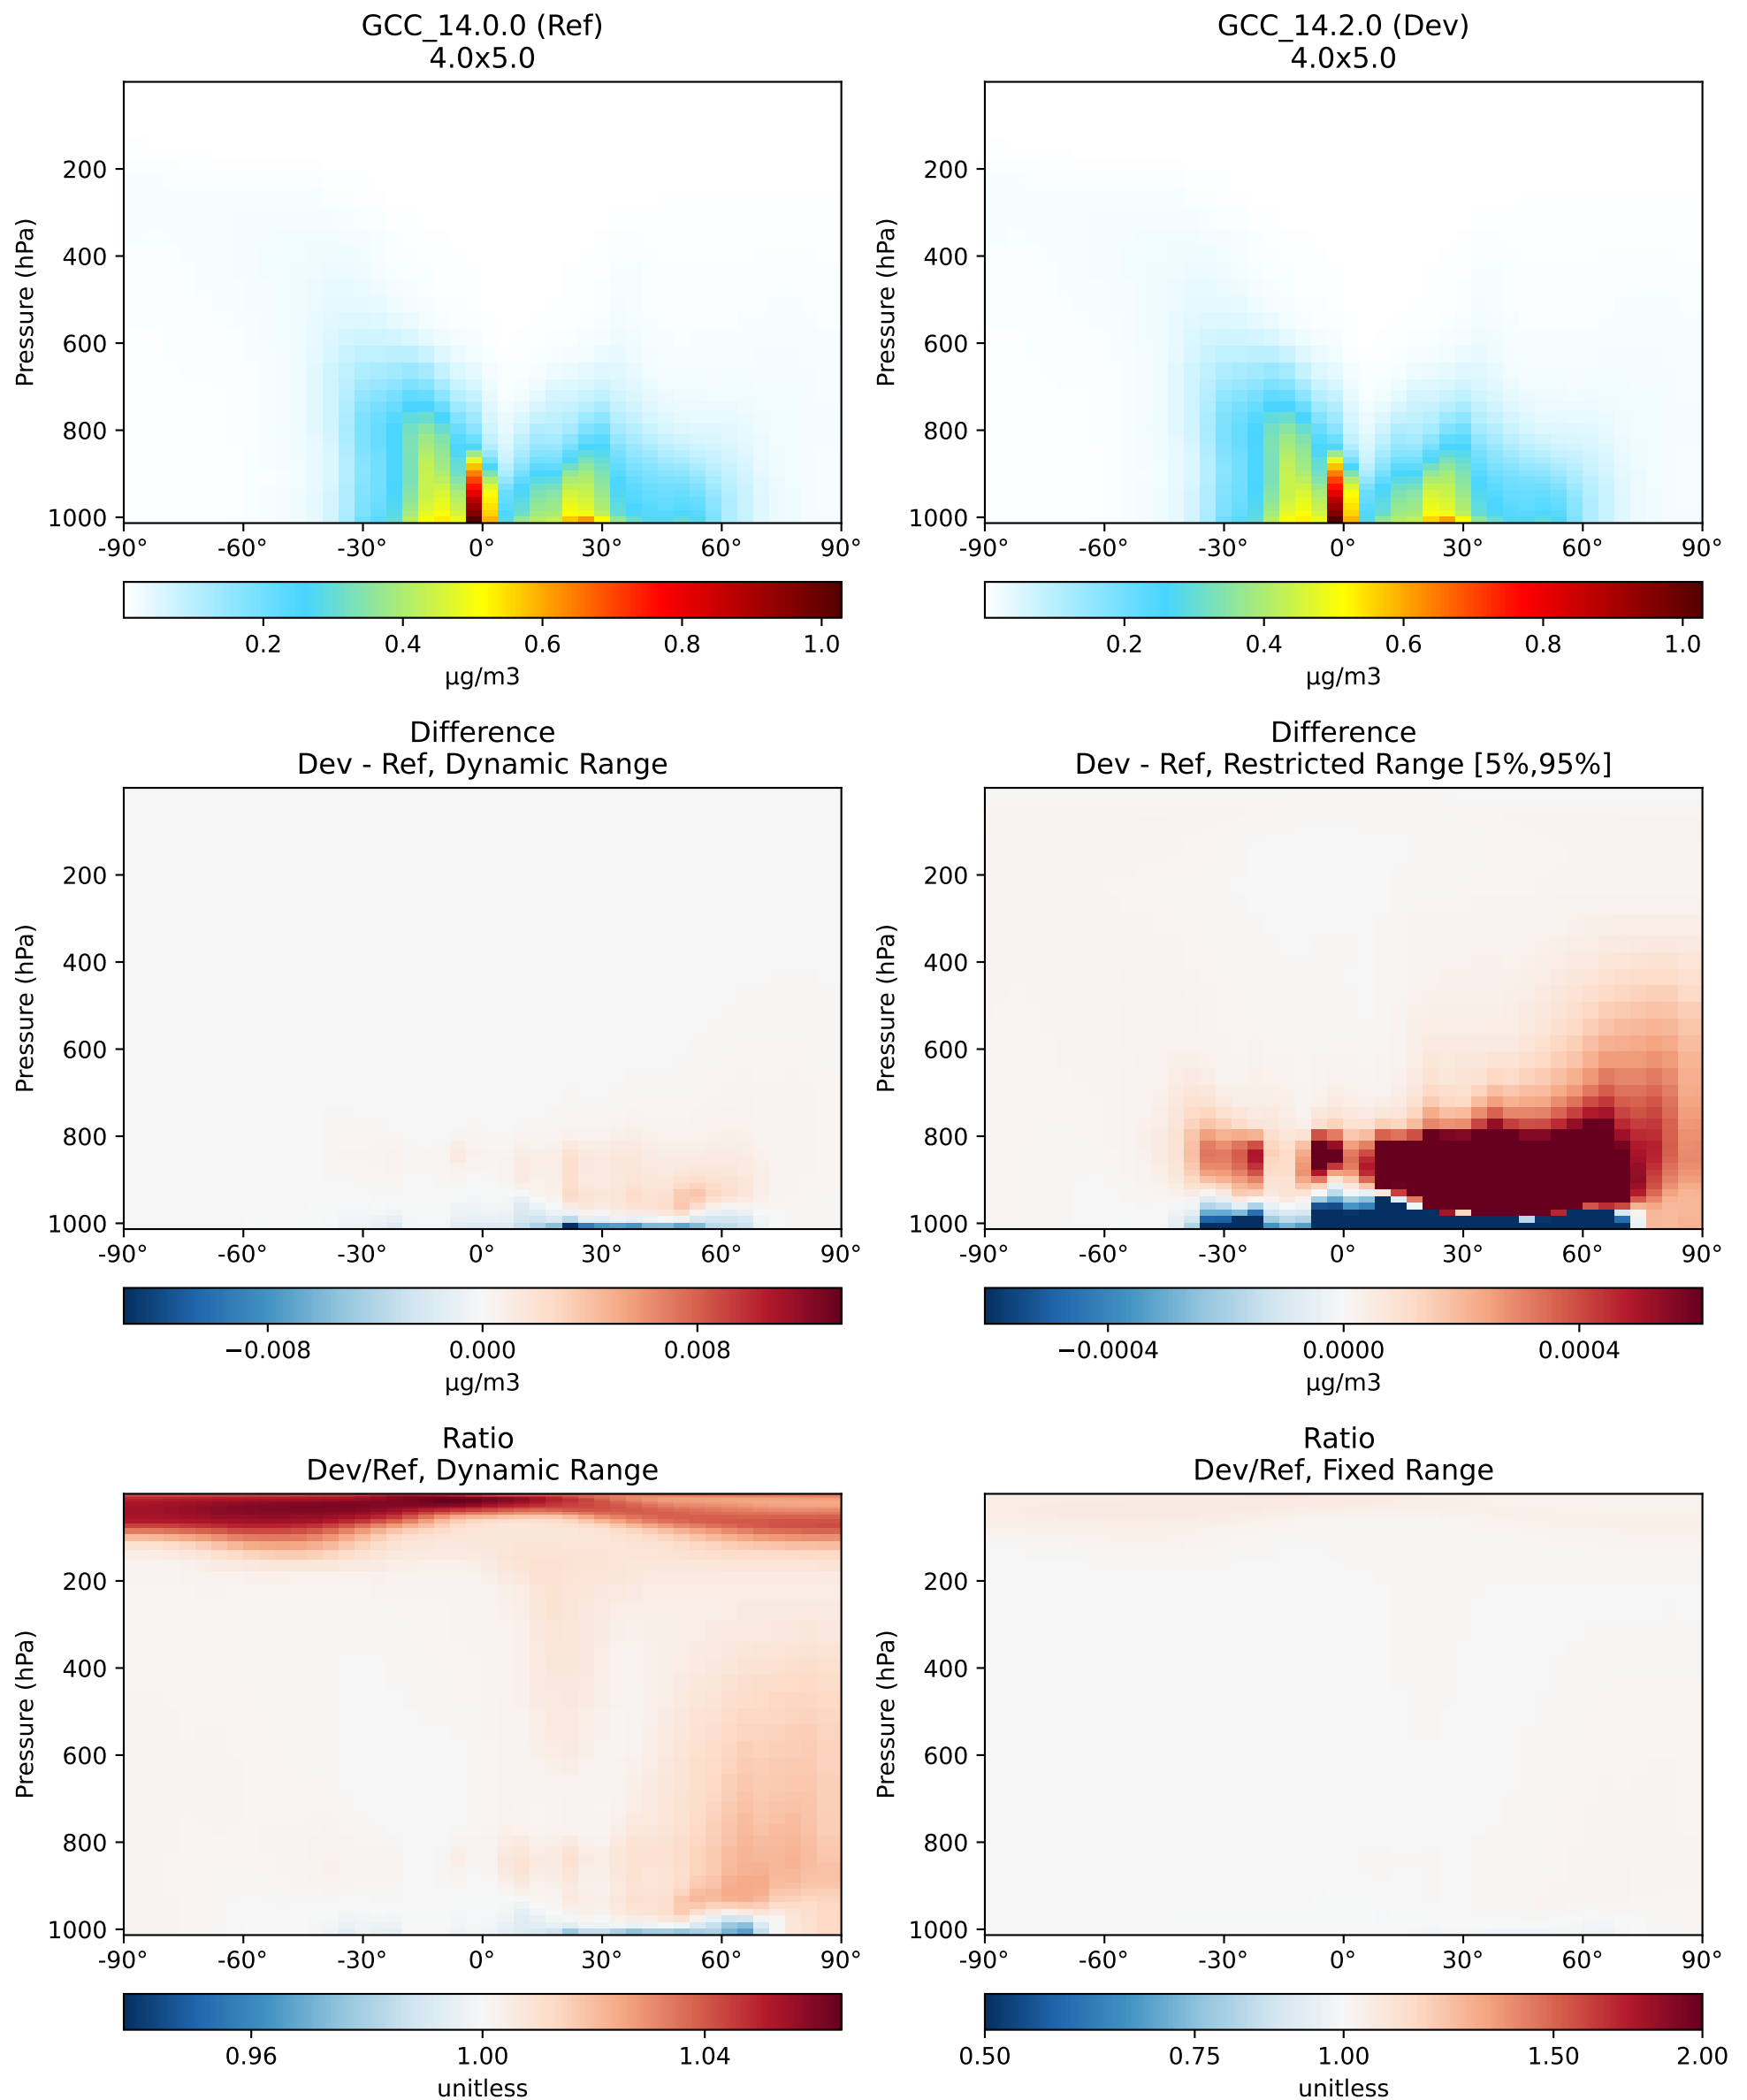 GCC_14.0.0 (Ref)
4.0x5.0
GCC_14.2.0 (Dev)
4.0x5.0
Pressure (hPa)
200
400
600
800
1000
-90° -60° -30° 0° 30° 60° 90°
0.2 0.4 0.6 0.8 1.0
μg/m3
Pressure (hPa)
200
400
600
800
1000
-90° -60° -30° 0° 30° 60° 90°
0.2 0.4 0.6 0.8 1.0
μg/m3
Difference
Dev - Ref, Dynamic Range
Pressure (hPa)
200
400
600
800
1000
-90° -60° -30° 0° 30° 60° 90°
−0.008 0.000 0.008
μg/m3
Difference
Dev - Ref, Restricted Range [5%,95%]
Pressure (hPa)
200
400
600
800
1000
-90° -60° -30° 0° 30° 60° 90°
−0.0004 0.0000 0.0004
μg/m3
Ratio
Dev/Ref, Dynamic Range
Pressure (hPa)
200
400
600
800
1000
-90° -60° -30° 0° 30° 60° 90°
0.96 1.00 1.04
unitless
Ratio
Dev/Ref, Fixed Range
Pressure (hPa)
200
400
600
800
1000
-90° -60° -30° 0° 30° 60° 90°
0.50 0.75 1.00 1.50 2.00
unitless